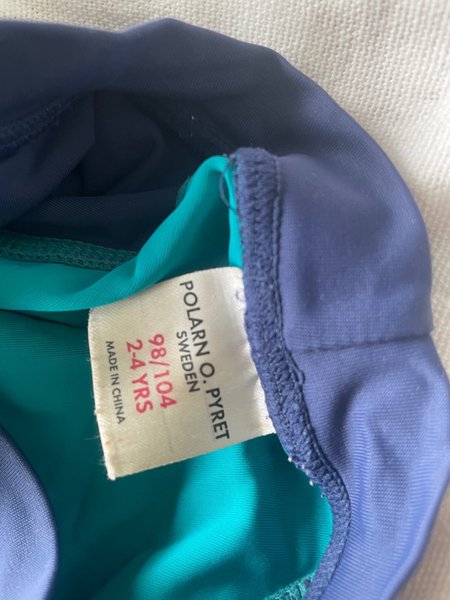 POLARN O. PYRET
SWEDEN
98/104
2-4 YRS
MADE IN CHINA